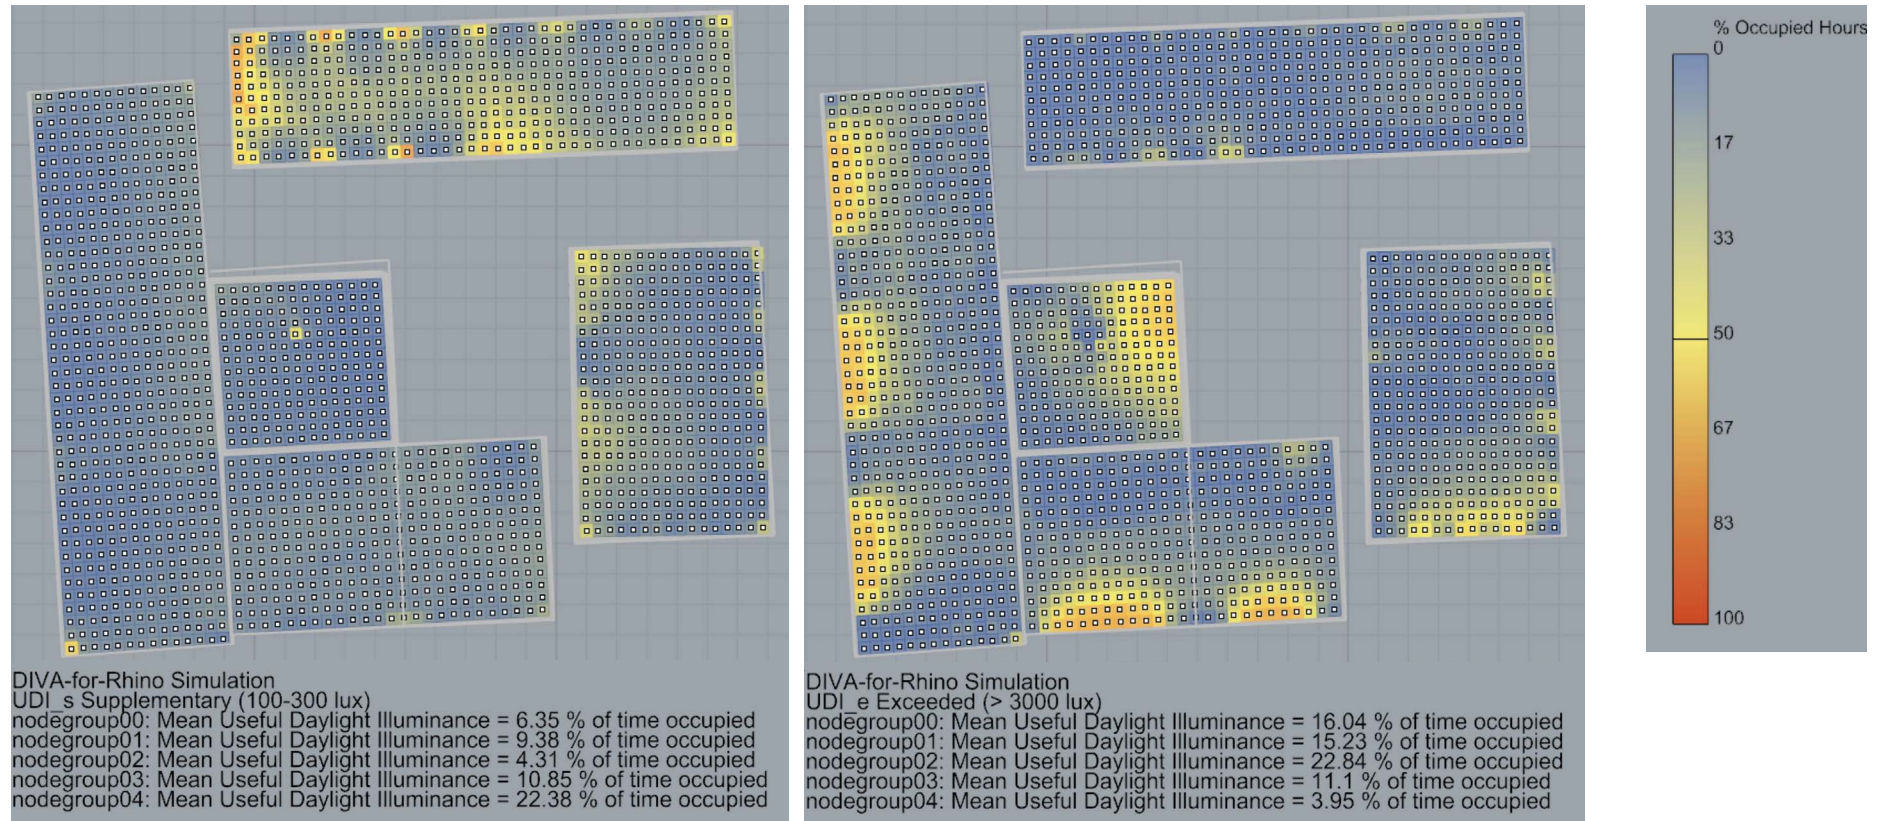 DIVA-for-Rhino Simulation
UDI_s Supplementary (100-300 lux)
nodegroup00: Mean Useful Daylight Illuminance = 6.35 % of time occupied
nodegroup01: Mean Useful Daylight Illuminance = 9.38 % of time occupied
nodegroup02: Mean Useful Daylight Illuminance = 4.31 % of time occupied
nodegroup03: Mean Useful Daylight Illuminance = 10.85 % of time occupied
nodegroup04: Mean Useful Daylight Illuminance = 22.38 % of time occupied
DIVA-for-Rhino Simulation
UDI_e Exceeded (> 3000 lux)
nodegroup00: Mean Useful Daylight Illuminance = 16.04 % of time occupied
nodegroup01: Mean Useful Daylight Illuminance = 15.23 % of time occupied
nodegroup02: Mean Useful Daylight Illuminance = 22.84 % of time occupied
nodegroup03: Mean Useful Daylight Illuminance = 11.1 % of time occupied
nodegroup04: Mean Useful Daylight Illuminance = 3.95 % of time occupied
% Occupied Hours
0
17
33
50
67
83
100